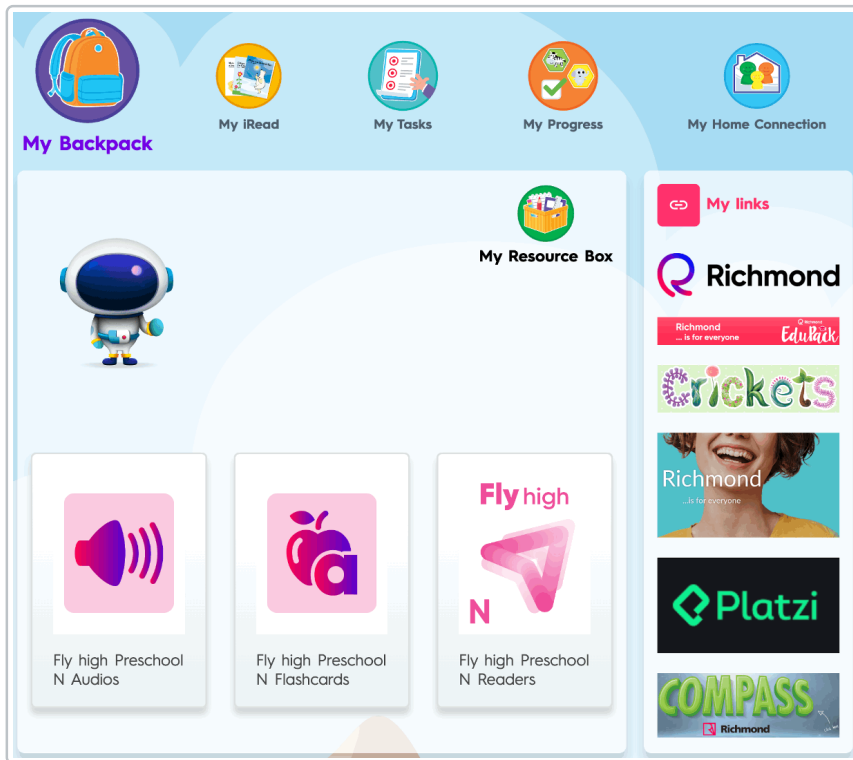 My Backpack
My iRead
My Tasks
My Progress
My Home Connection
My Resource Box
Fly high
N
Fly high Preschool
N Audios
a
Fly high Preschool
N Flashcards
Fly high Preschool
N Readers
My links
Richmond
Richmond
... is for everyone
Richmond
EduPaik
Crickets
Richmond
...is for everyone
Platzi
COMPASS
Richmond